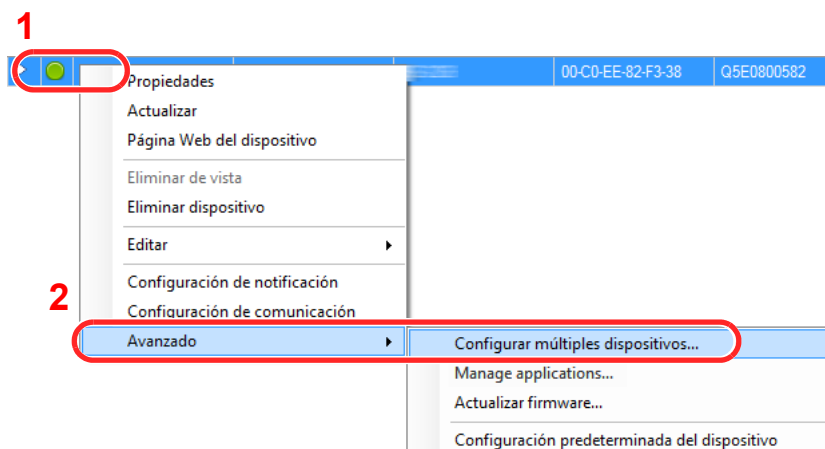 1
00-C0-EE-82-F3-38 Q5E0800582
Propiedades
Actualizar
Página Web del dispositivo
Eliminar de vista
Eliminar dispositivo
Editar
Configuración de notificación
2
Configuración de comunicación
Avanzado
Configurar múltiples dispositivos...
Manage applications...
Actualizar firmware...
Configuración predeterminada del dispositivo